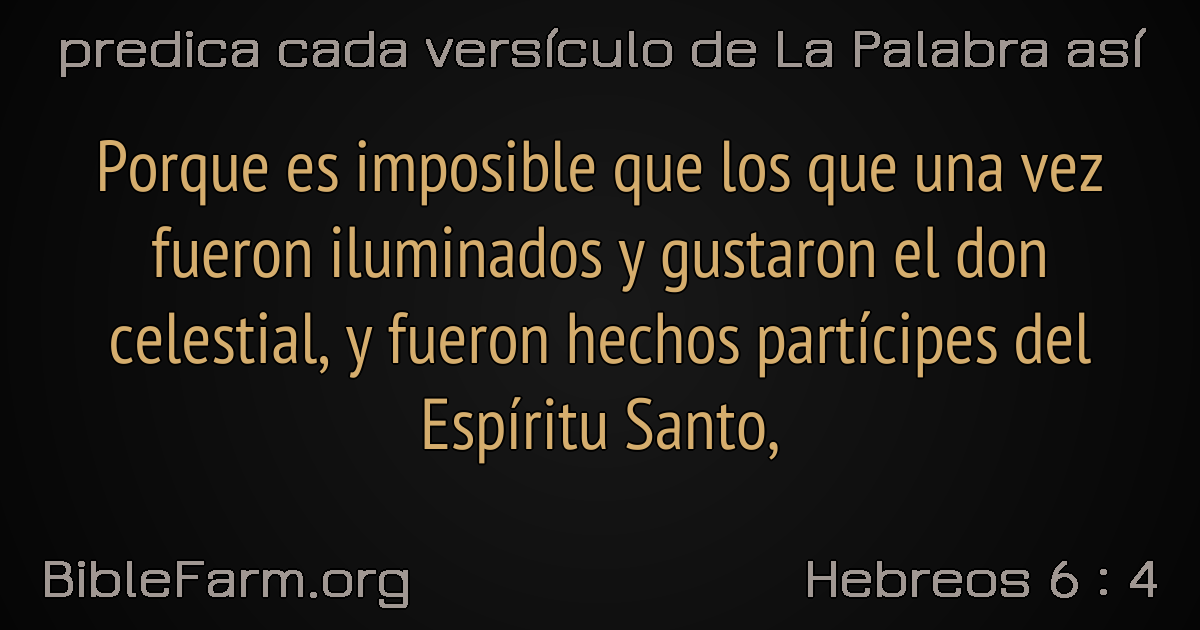 predica cada versículo de La Palabra así
Porque es imposible que los que una vez
fueron iluminados y gustaron el don
celestial, y fueron hechos partícipes del
Espíritu Santo,
BibleFarm.org
Hebreos 6 : 4